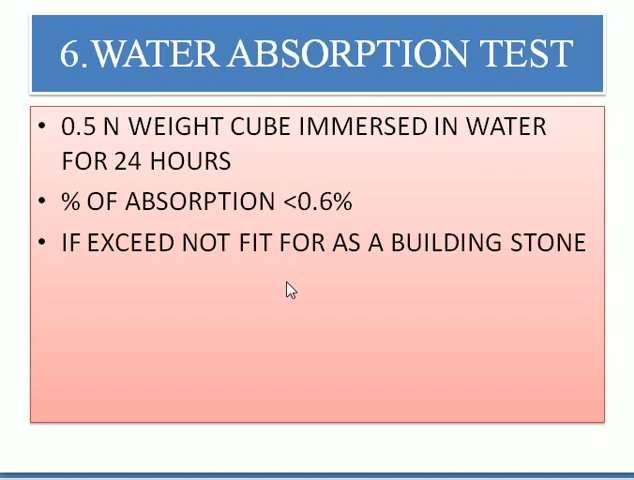 6.WATER ABSORPTION TEST
• 0.5 N WEIGHT CUBE IMMERSED IN WATER
FOR 24 HOURS
• % OF ABSORPTION <0.6%
• IF EXCEED NOT FIT FOR AS A BUILDING STONE